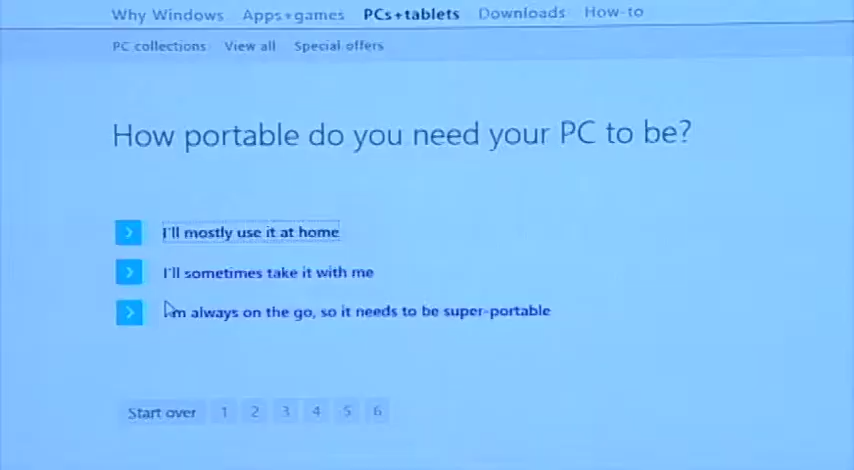 Why Windows Apps+games PCs+tablets Downloads How-to
PC collections View all Special offers
How portable do you need your PC to be?
I'll mostly use it at home
I'll sometimes take it with me
I'm always on the go, so it needs to be super-portable
Start over 1 2 3 4 5 6